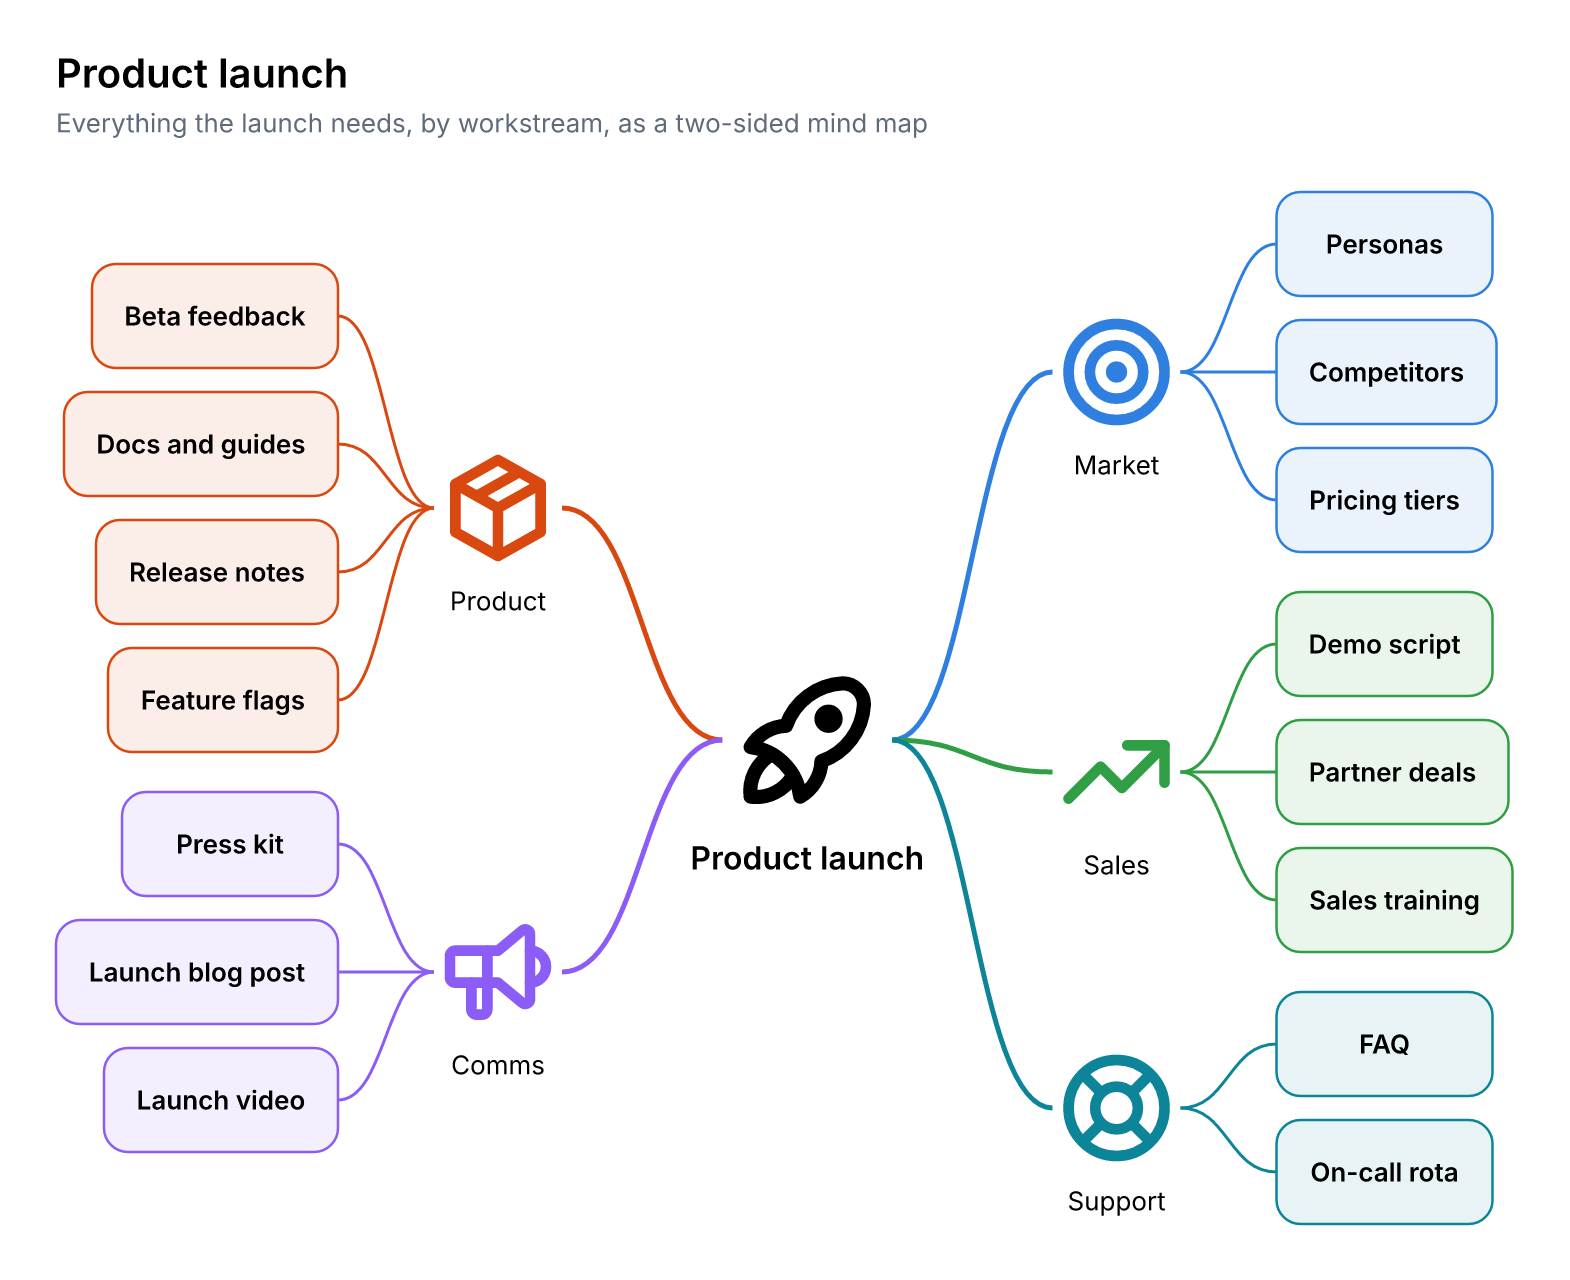 Product launch
Everything the launch needs, by workstream, as a two-sided mind map
Beta feedback
Docs and guides
Release notes
Feature flags
Product
Press kit
Launch blog post
Launch video
Comms
Product launch
Market
Personas
Competitors
Pricing tiers
Sales
Demo script
Partner deals
Sales training
Support
FAQ
On-call rota